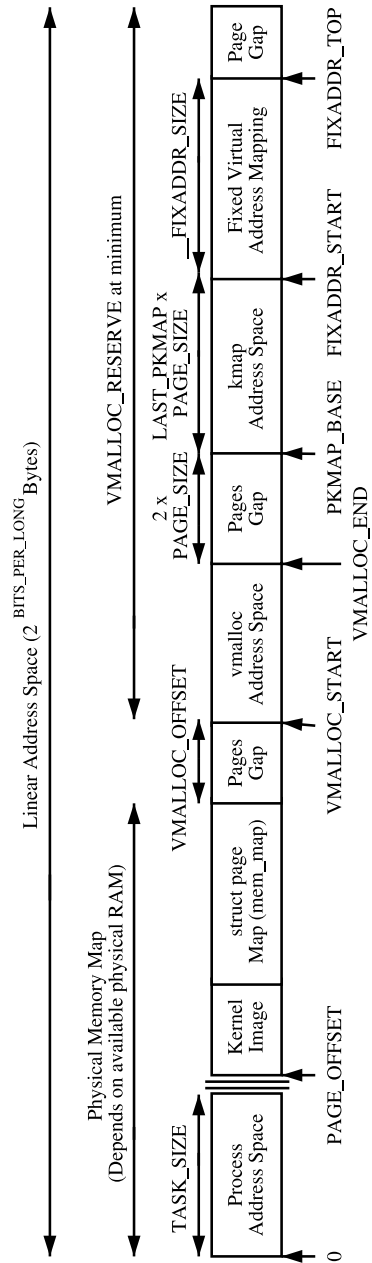 Linear Address Space (2^BITS_PER_LONG Bytes)
Physical Memory Map
(Depends on available physical RAM)
VMALLOC_RESERVE at minimum
TASK_SIZE
VMALLOC_OFFSET
2 x
PAGE_SIZE
LAST_PKMAP x
PAGE_SIZE
_FIXADDR_SIZE
Process
Address Space
Kernel
Image
struct page
Map (mem_map)
Pages
Gap
vmalloc
Address Space
Pages
Gap
kmap
Address Space
Fixed Virtual
Address Mapping
Page
Gap
0
PAGE_OFFSET
VMALLOC_START
VMALLOC_END
PKMAP_BASE
FIXADDR_START
FIXADDR_TOP